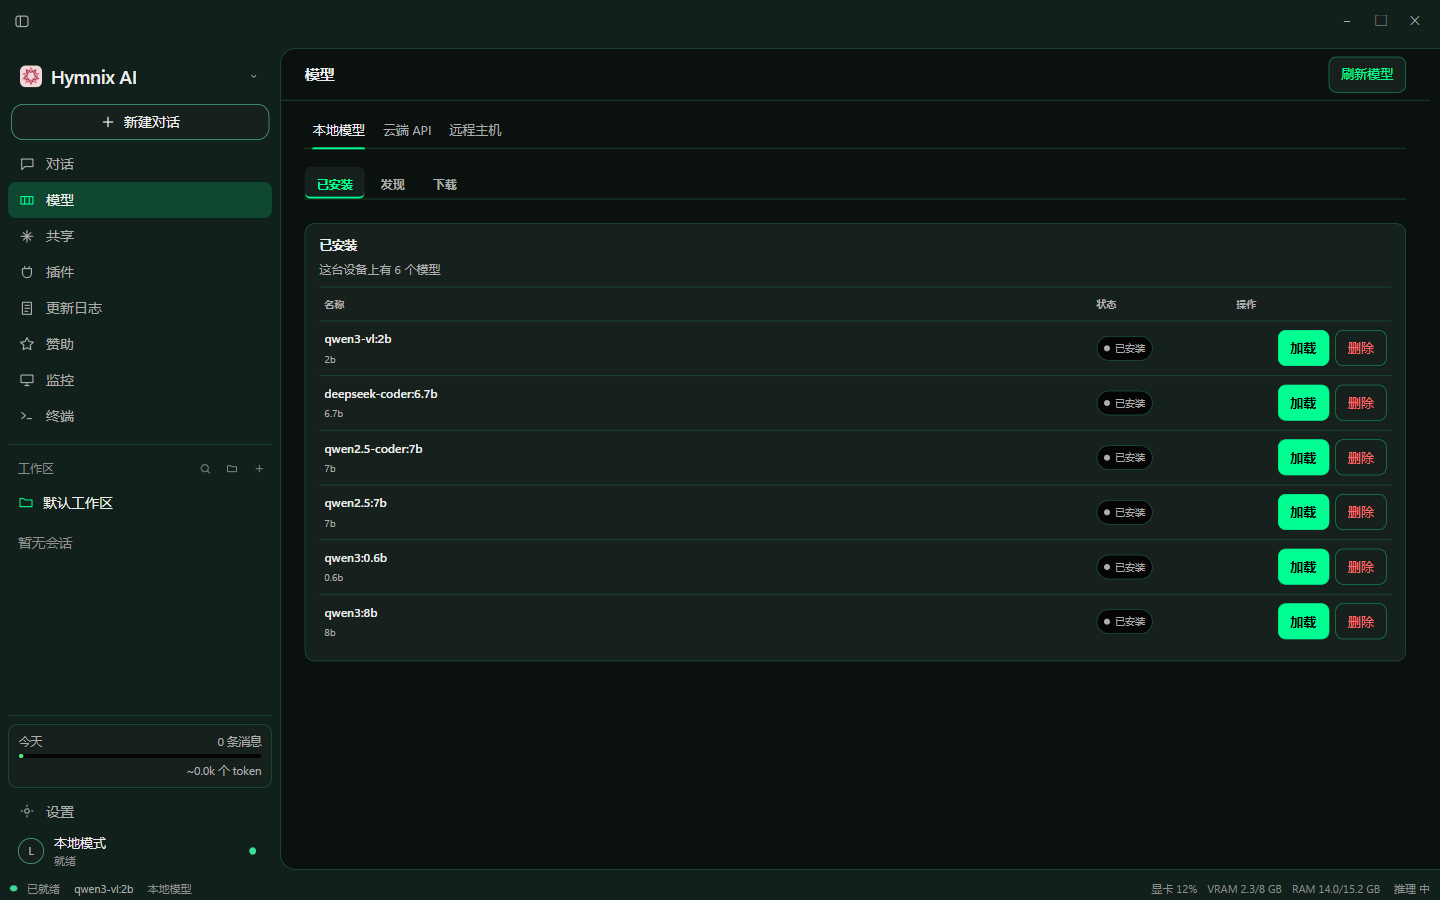 Hymnix AI
新建对话
对话
模型
共享
插件
更新日志
赞助
监控
终端
工作区
默认工作区
暂无会话
今天 0 条消息
~0.0k 个 token
设置
L
本地模式
就绪
模型
刷新模型
本地模型 云端 API 远程主机
已安装 发现 下载
已安装
这台设备上有 6 个模型
名称 状态 操作
qwen3-vl:2b 已安装 加载 删除
2b
deepseek-coder:6.7b 已安装 加载 删除
6.7b
qwen2.5-coder:7b 已安装 加载 删除
7b
qwen2.5:7b 已安装 加载 删除
7b
qwen3:0.6b 已安装 加载 删除
0.6b
qwen3:8b 已安装 加载 删除
8b
已就绪 qwen3-vl:2b 本地模型 显卡 12% VRAM 2.3/8 GB RAM 14.0/15.2 GB 推理 中